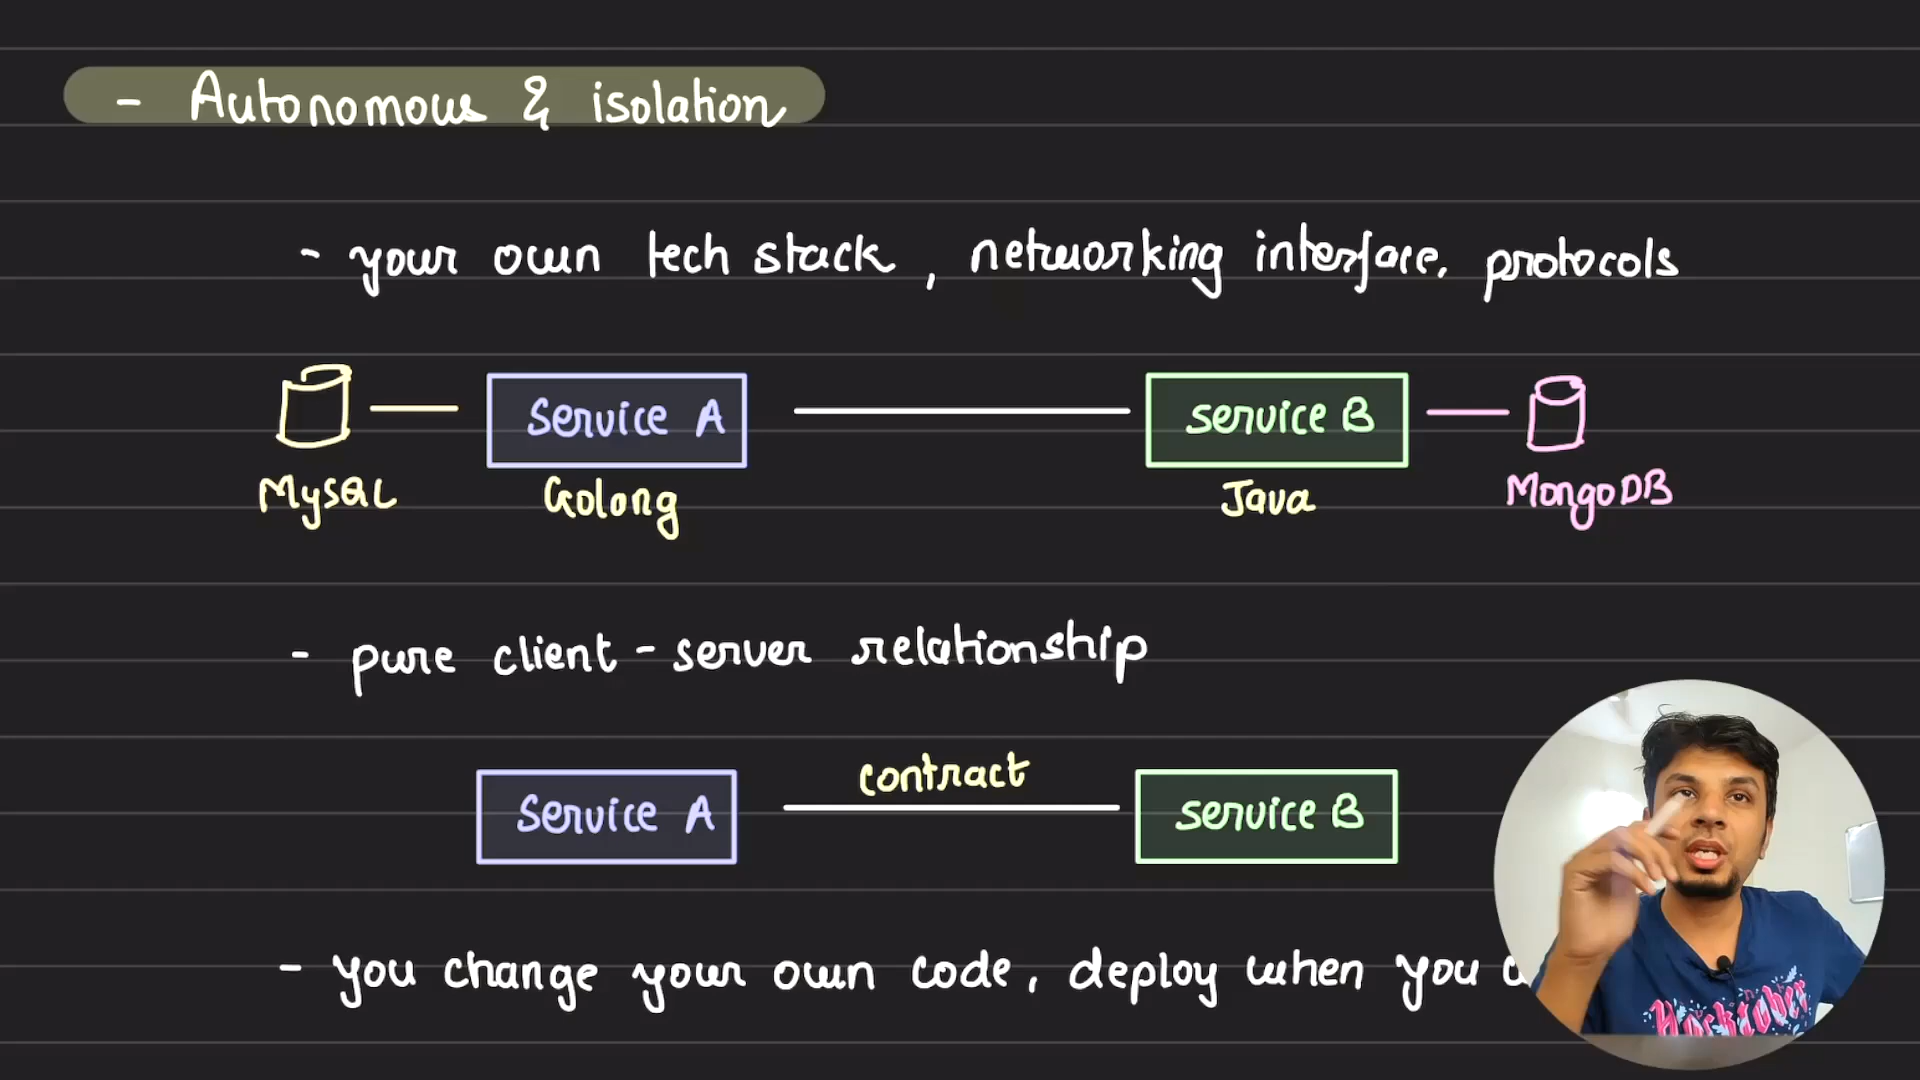 - Autonomous & isolation
- your own tech stack, networking interface, protocols
Service A
service B
MySQL
Golang
Java
MongoDB
- pure client - server relationship
contract
Service A
service B
- you change your own code, deploy when you
Hacktober